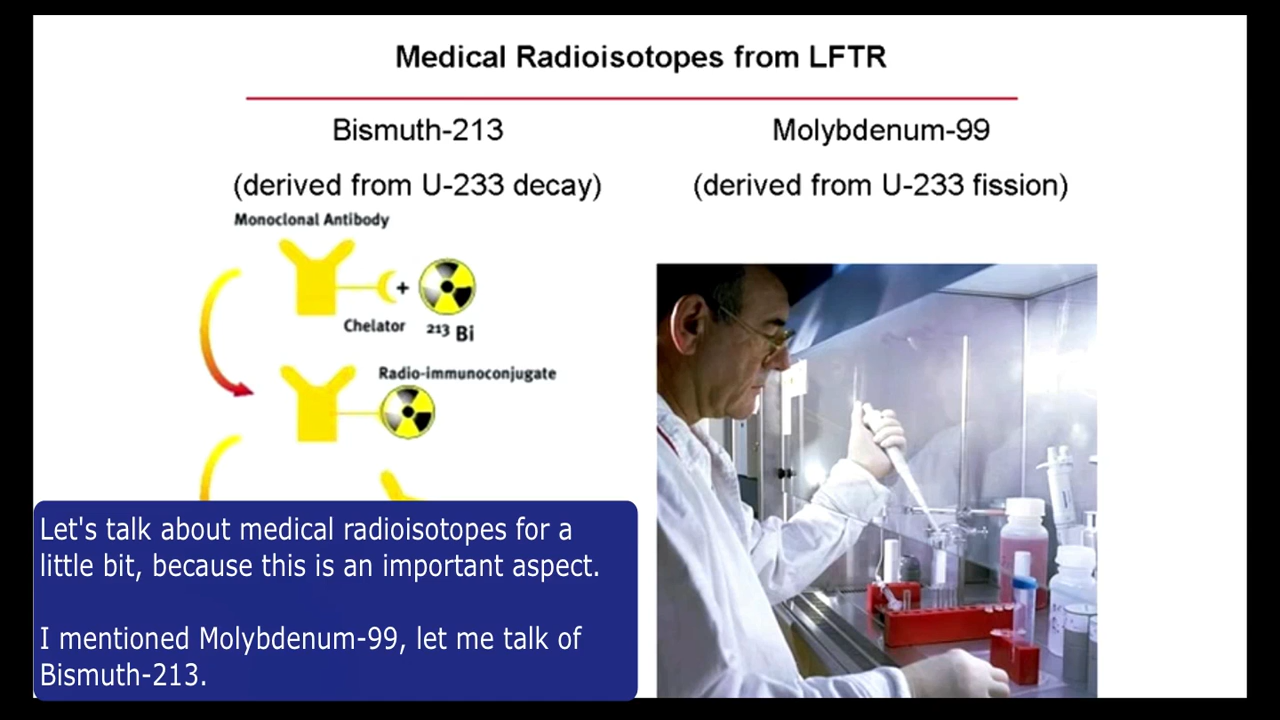 Medical Radioisotopes from LFTR
Bismuth-213
(derived from U-233 decay)
Monoclonal Antibody
+
Chelator
213 Bi
Radio-immunoconjugate
Molybdenum-99
(derived from U-233 fission)
Let's talk about medical radioisotopes for a
little bit, because this is an important aspect.
I mentioned Molybdenum-99, let me talk of
Bismuth-213.